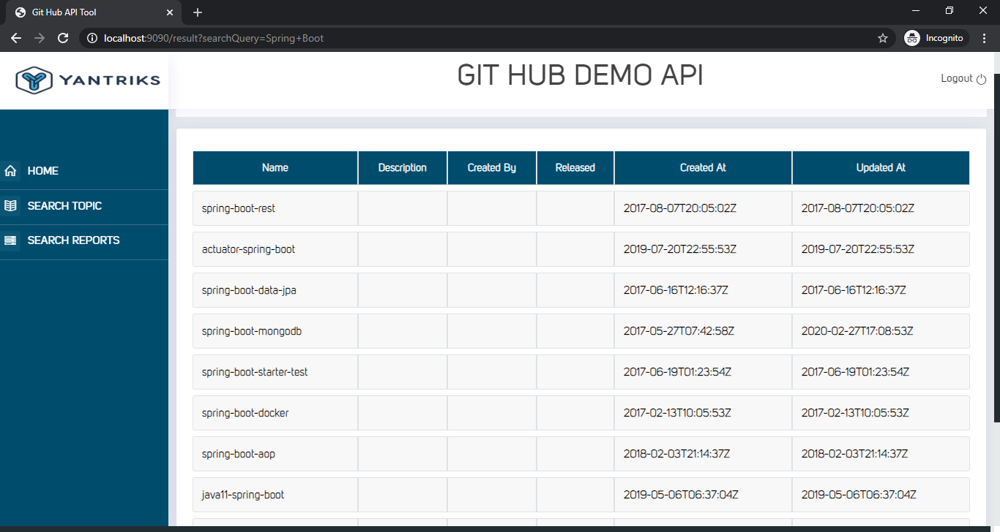 Git Hub API Tool
localhost:9090/result?searchQuery=Spring+Boot
Incognito
YANTRIKS
GIT HUB DEMO API
Logout
HOME
SEARCH TOPIC
SEARCH REPORTS
Name Description Created By Released Created At Updated At
spring-boot-rest 2017-08-07T20:05:02Z 2017-08-07T20:05:02Z
actuator-spring-boot 2019-07-20T22:55:53Z 2019-07-20T22:55:53Z
spring-boot-data-jpa 2017-06-16T12:16:37Z 2017-06-16T12:16:37Z
spring-boot-mongodb 2017-05-27T07:42:58Z 2020-02-27T17:08:53Z
spring-boot-starter-test 2017-06-19T01:23:54Z 2017-06-19T01:23:54Z
spring-boot-docker 2017-02-13T10:05:53Z 2017-02-13T10:05:53Z
spring-boot-aop 2018-02-03T21:14:37Z 2018-02-03T21:14:37Z
java11-spring-boot 2019-05-06T06:37:04Z 2019-05-06T06:37:04Z